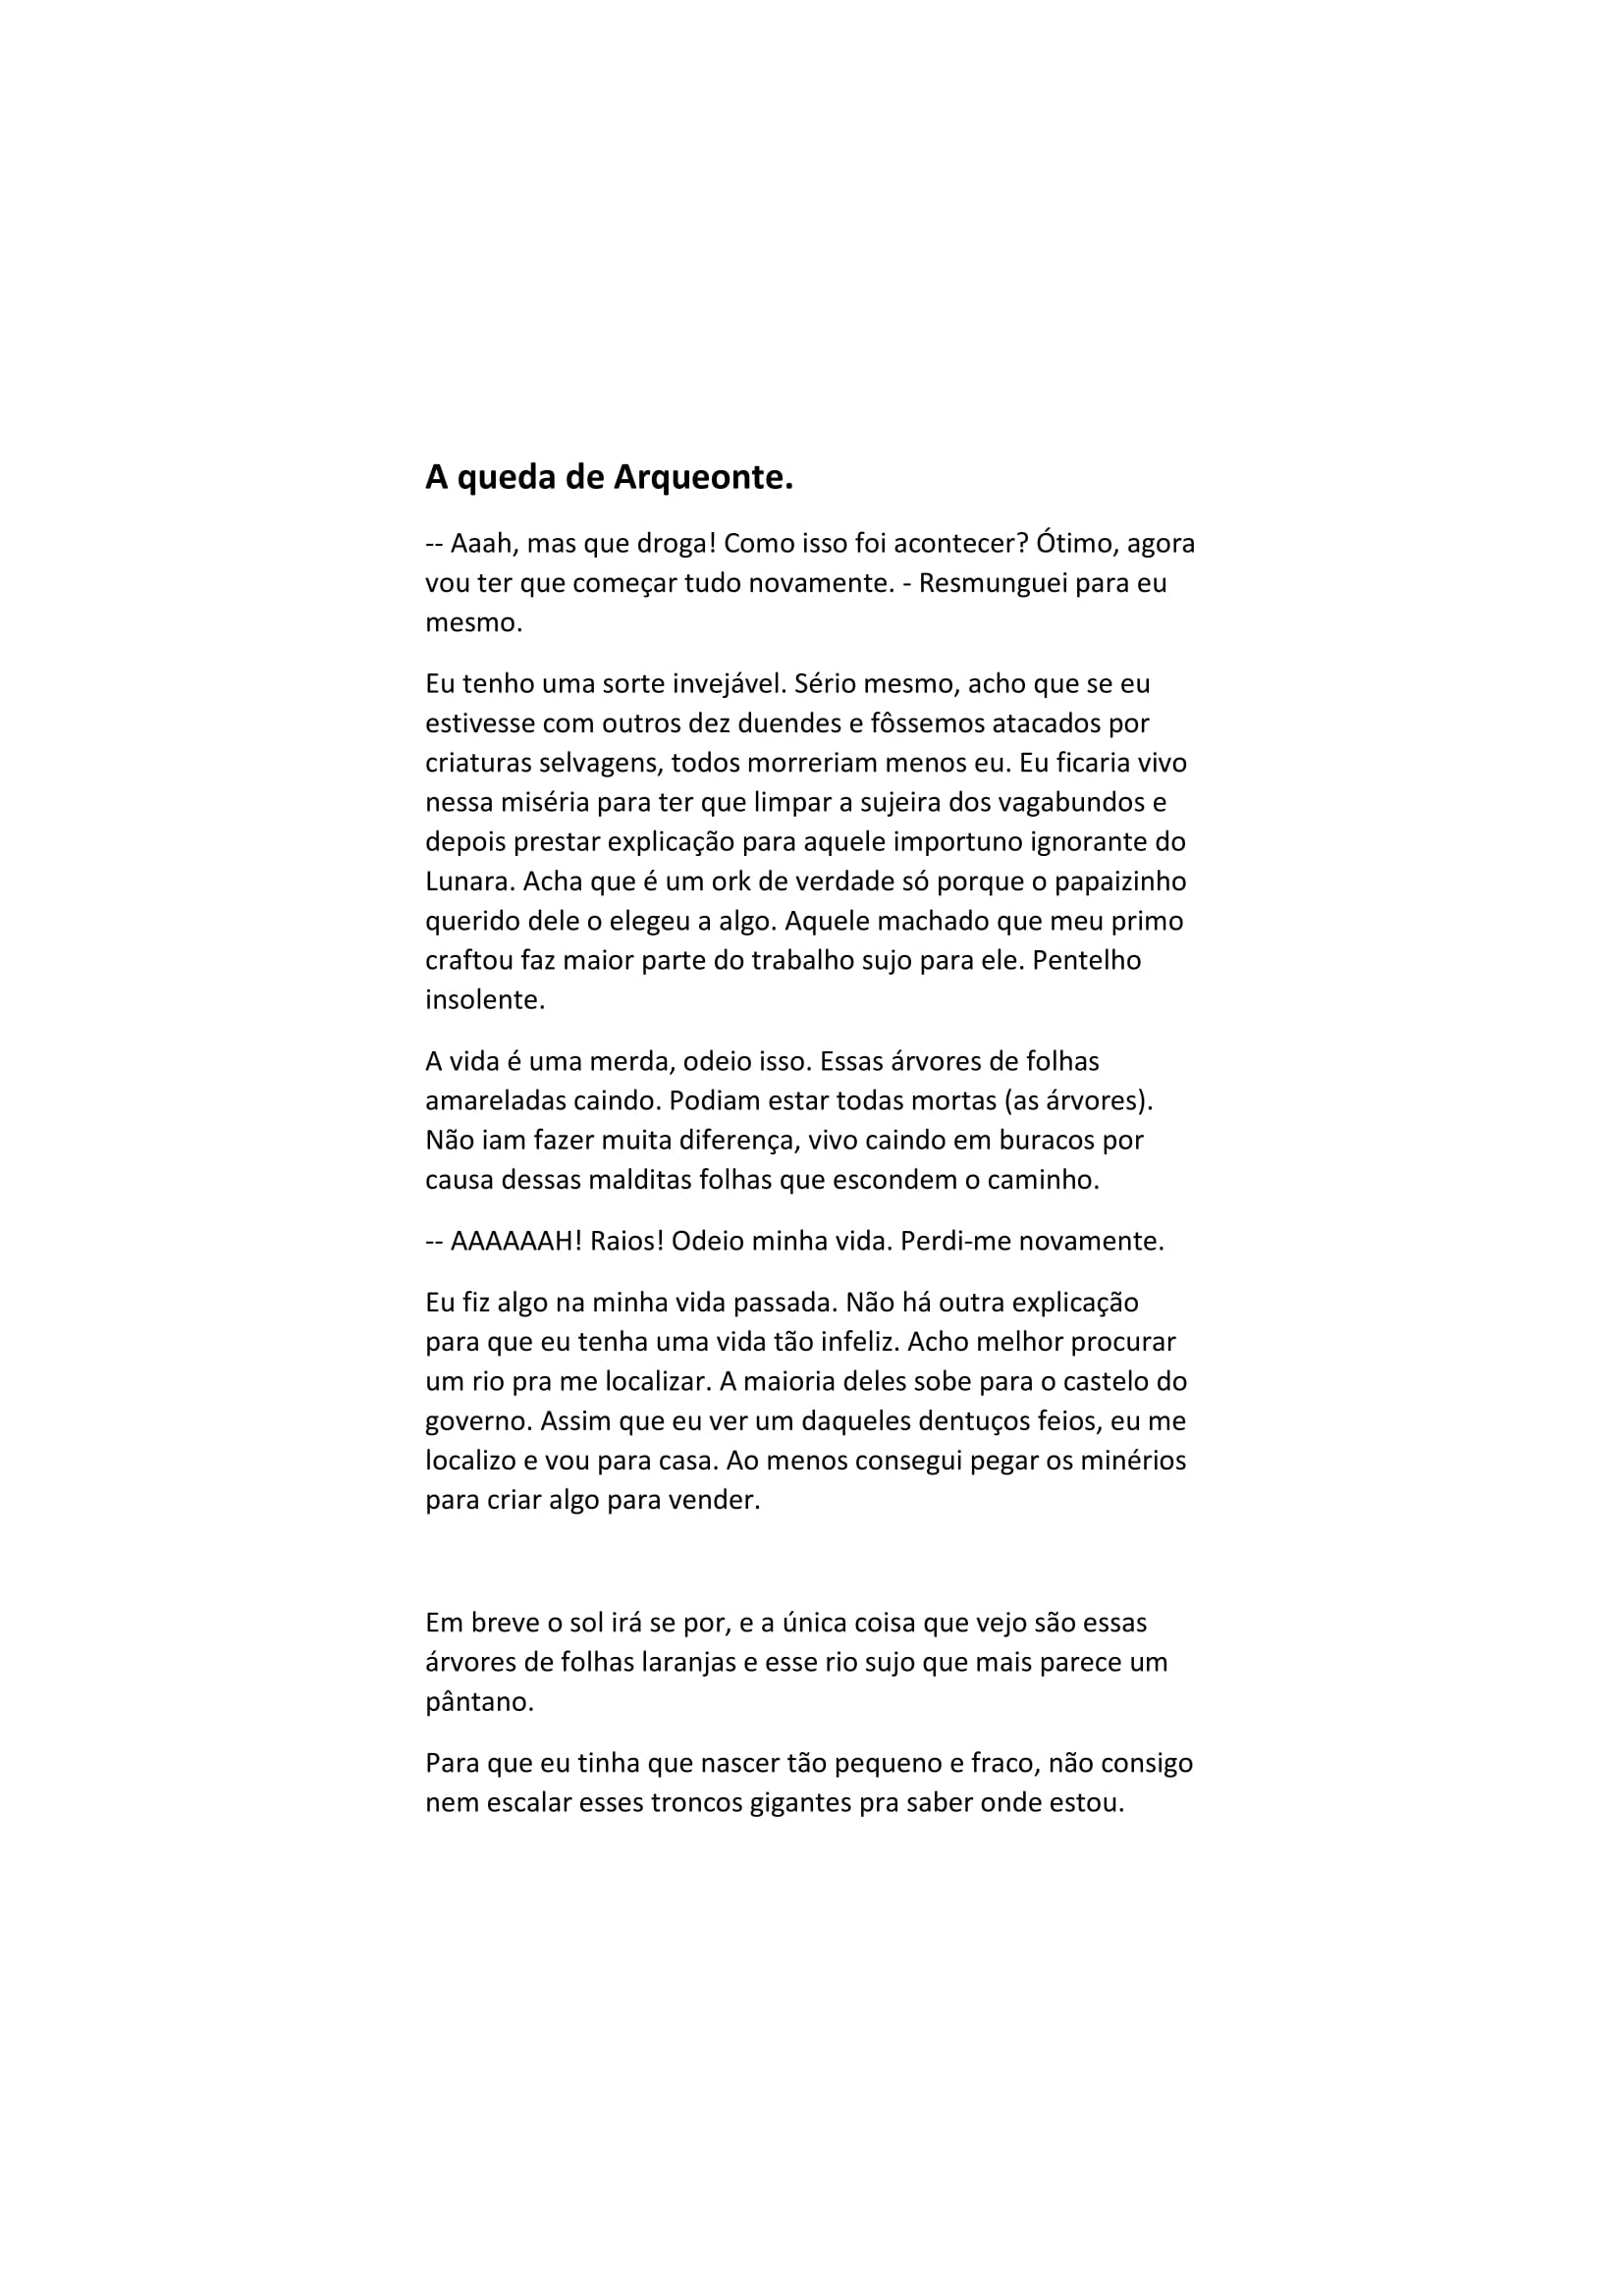 A queda de Arqueonte.
-- Aaah, mas que droga! Como isso foi acontecer? Ótimo, agora
vou ter que começar tudo novamente. - Resmunguei para eu
mesmo.
Eu tenho uma sorte invejável. Sério mesmo, acho que se eu
estivesse com outros dez duendes e fôssemos atacados por
criaturas selvagens, todos morreriam menos eu. Eu ficaria vivo
nessa miséria para ter que limpar a sujeira dos vagabundos e
depois prestar explicação para aquele importuno ignorante do
Lunara. Acha que é um ork de verdade só porque o papaizinho
querido dele o elegeu a algo. Aquele machado que meu primo
craftou faz maior parte do trabalho sujo para ele. Pentelho
insolente.
A vida é uma merda, odeio isso. Essas árvores de folhas
amareladas caindo. Podiam estar todas mortas (as árvores).
Não iam fazer muita diferença, vivo caindo em buracos por
causa dessas malditas folhas que escondem o caminho.
-- AAAAAAH! Raios! Odeio minha vida. Perdi-me novamente.
Eu fiz algo na minha vida passada. Não há outra explicação
para que eu tenha uma vida tão infeliz. Acho melhor procurar
um rio pra me localizar. A maioria deles sobe para o castelo do
governo. Assim que eu ver um daqueles dentuços feios, eu me
localizo e vou para casa. Ao menos consegui pegar os minérios
para criar algo para vender.
Em breve o sol irá se por, e a única coisa que vejo são essas
árvores de folhas laranjas e esse rio sujo que mais parece um
pântano.
Para que eu tinha que nascer tão pequeno e fraco, não consigo
nem escalar esses troncos gigantes pra saber onde estou.